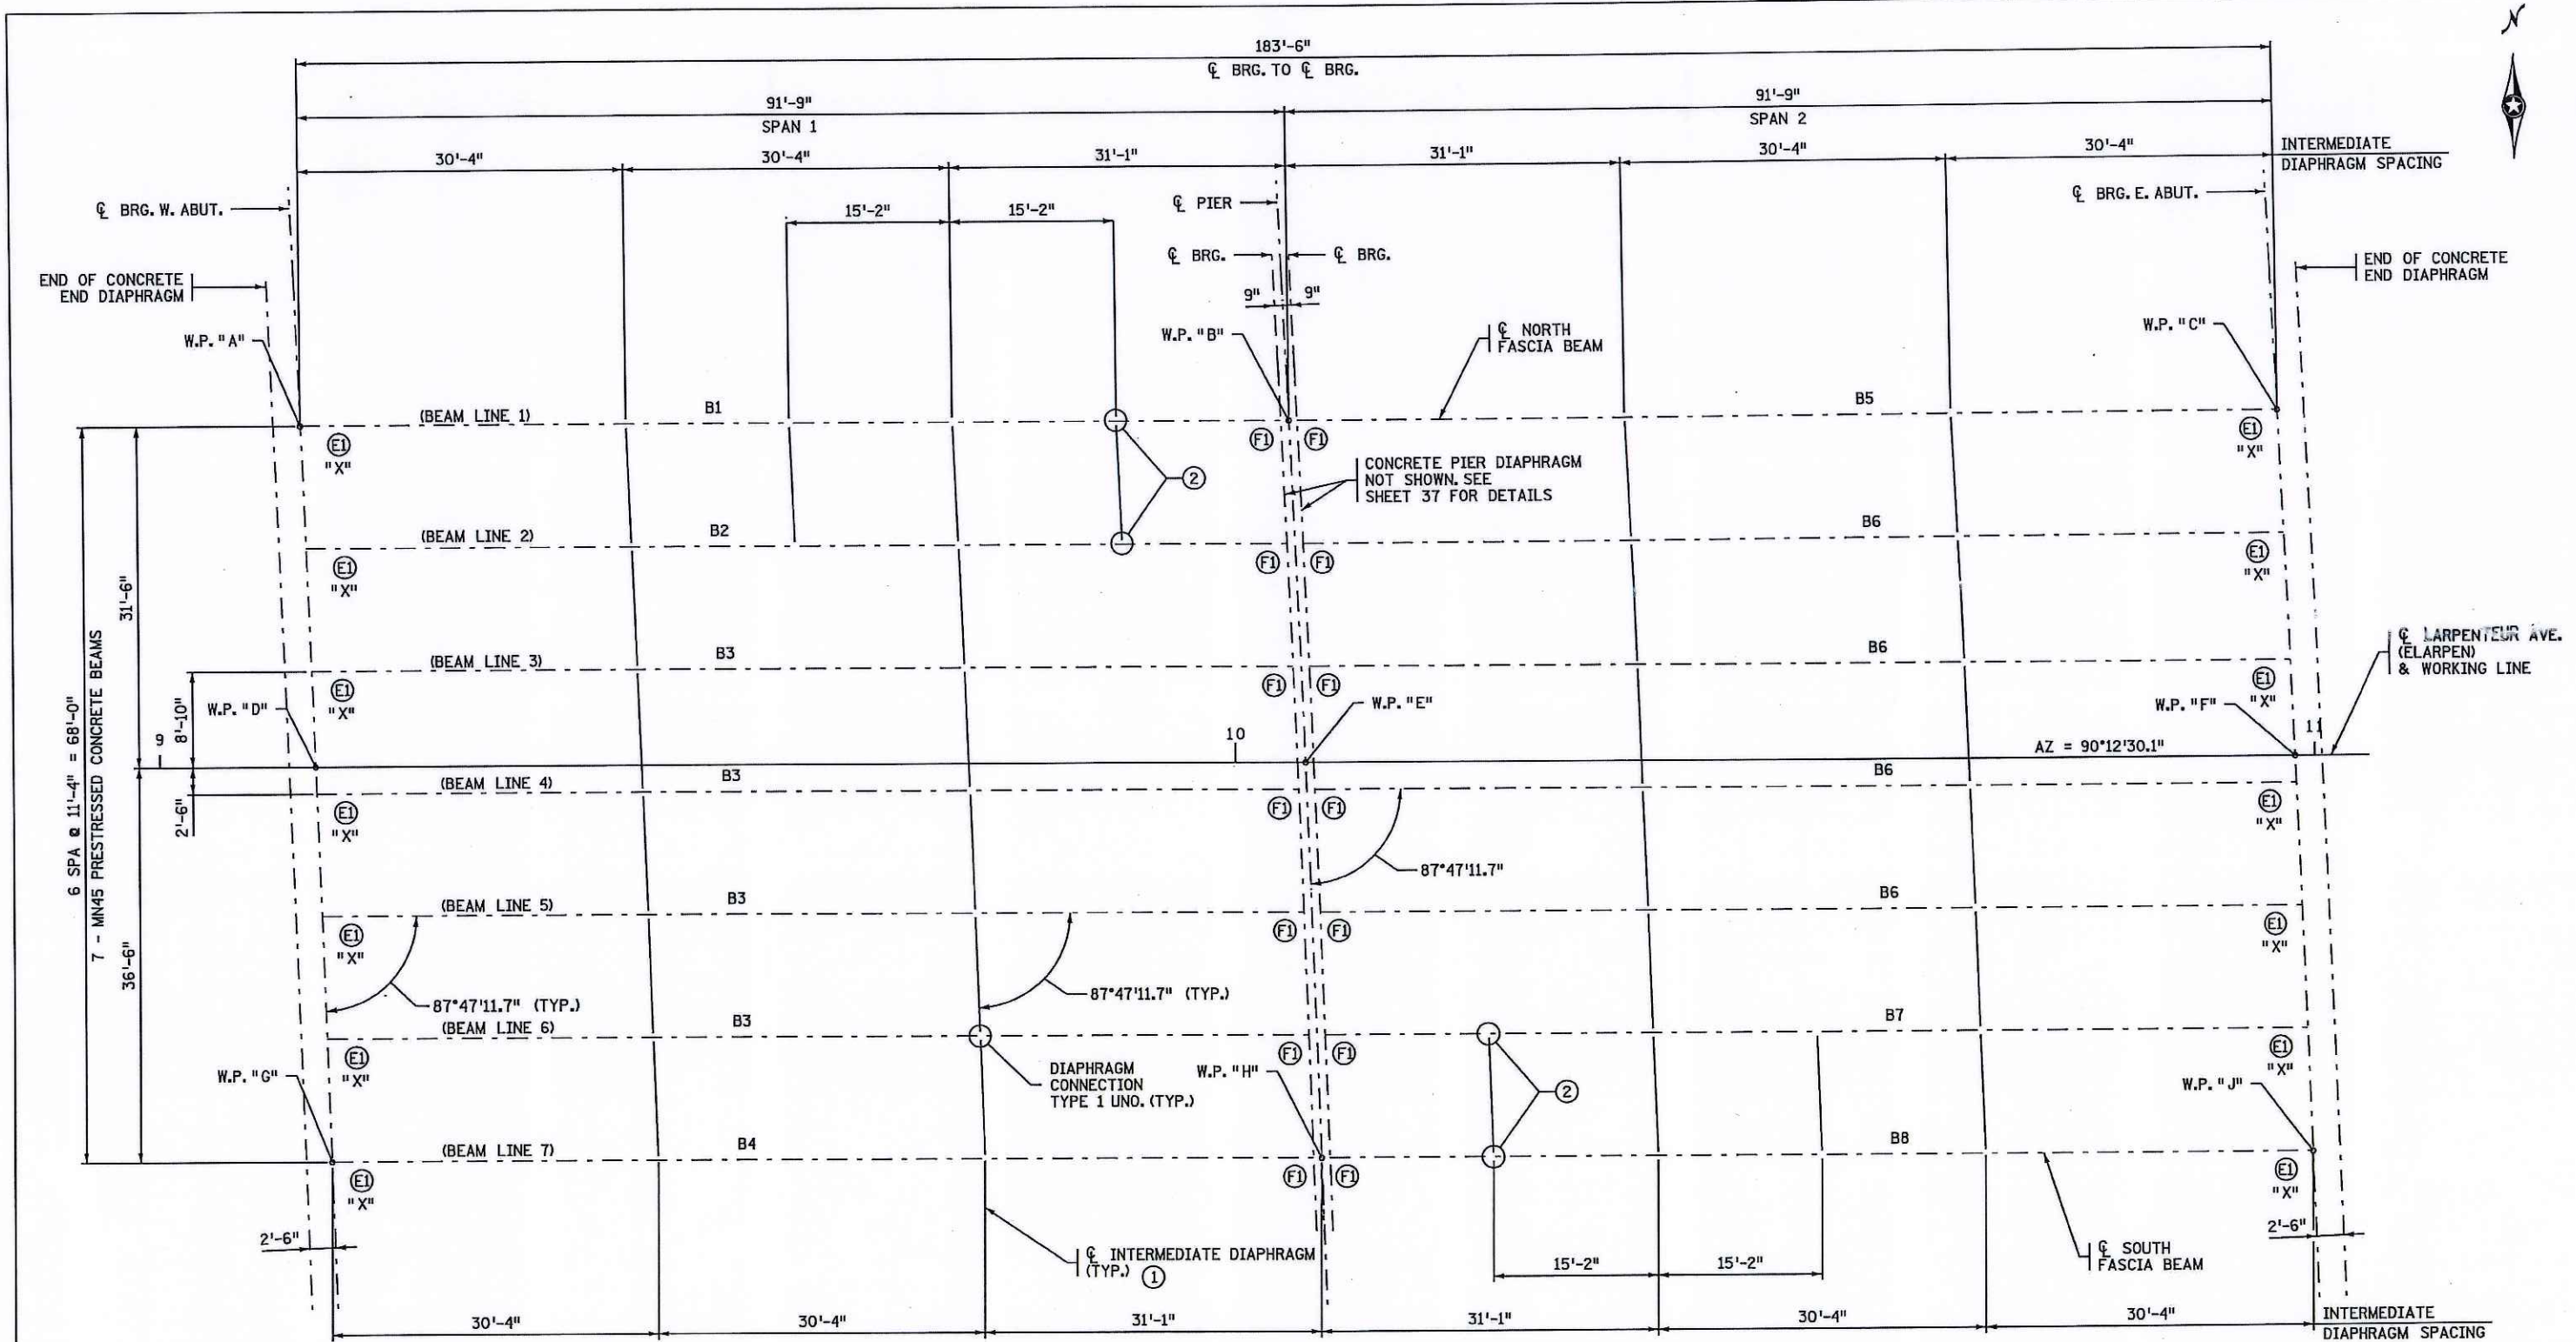 N
183'-6"
℄ BRG. TO ℄ BRG.
91'-9"
SPAN 1
91'-9"
SPAN 2
30'-4"
30'-4"
31'-1"
31'-1"
30'-4"
30'-4"
INTERMEDIATE
DIAPHRAGM SPACING
℄ BRG. W. ABUT.
15'-2"
15'-2"
℄ PIER
℄ BRG. E. ABUT.
℄ BRG.
℄ BRG.
END OF CONCRETE
END DIAPHRAGM
END OF CONCRETE
END DIAPHRAGM
9"
9"
W.P. "A"
W.P. "B"
℄ NORTH
FASCIA BEAM
W.P. "C"
(BEAM LINE 1)
B1
B5
E1
"X"
F1
F1
E1
"X"
2
CONCRETE PIER DIAPHRAGM
NOT SHOWN. SEE
SHEET 37 FOR DETAILS
(BEAM LINE 2)
B2
B6
E1
"X"
F1
F1
E1
"X"
6 SPA @ 11'-4" = 68'-0"
7 - MN45 PRESTRESSED CONCRETE BEAMS
31'-6"
℄ LARPENTEUR AVE.
(ELARPEN)
& WORKING LINE
(BEAM LINE 3)
B3
B6
E1
"X"
F1
F1
E1
"X"
8'-10"
W.P. "D"
W.P. "E"
W.P. "F"
9
10
11
AZ = 90°12'30.1"
2'-6"
(BEAM LINE 4)
B3
B6
E1
"X"
F1
F1
E1
"X"
87°47'11.7"
36'-6"
(BEAM LINE 5)
B3
B6
E1
"X"
F1
F1
E1
"X"
87°47'11.7" (TYP.)
87°47'11.7" (TYP.)
(BEAM LINE 6)
B3
B7
E1
"X"
F1
F1
E1
"X"
W.P. "G"
DIAPHRAGM
CONNECTION
TYPE 1 UNO. (TYP.)
W.P. "H"
2
W.P. "J"
(BEAM LINE 7)
B4
B8
E1
"X"
F1
F1
E1
"X"
2'-6"
℄ INTERMEDIATE DIAPHRAGM
(TYP.) 1
15'-2"
15'-2"
℄ SOUTH
FASCIA BEAM
2'-6"
30'-4"
30'-4"
31'-1"
31'-1"
30'-4"
30'-4"
INTERMEDIATE
DIAPHRAGM SPACING